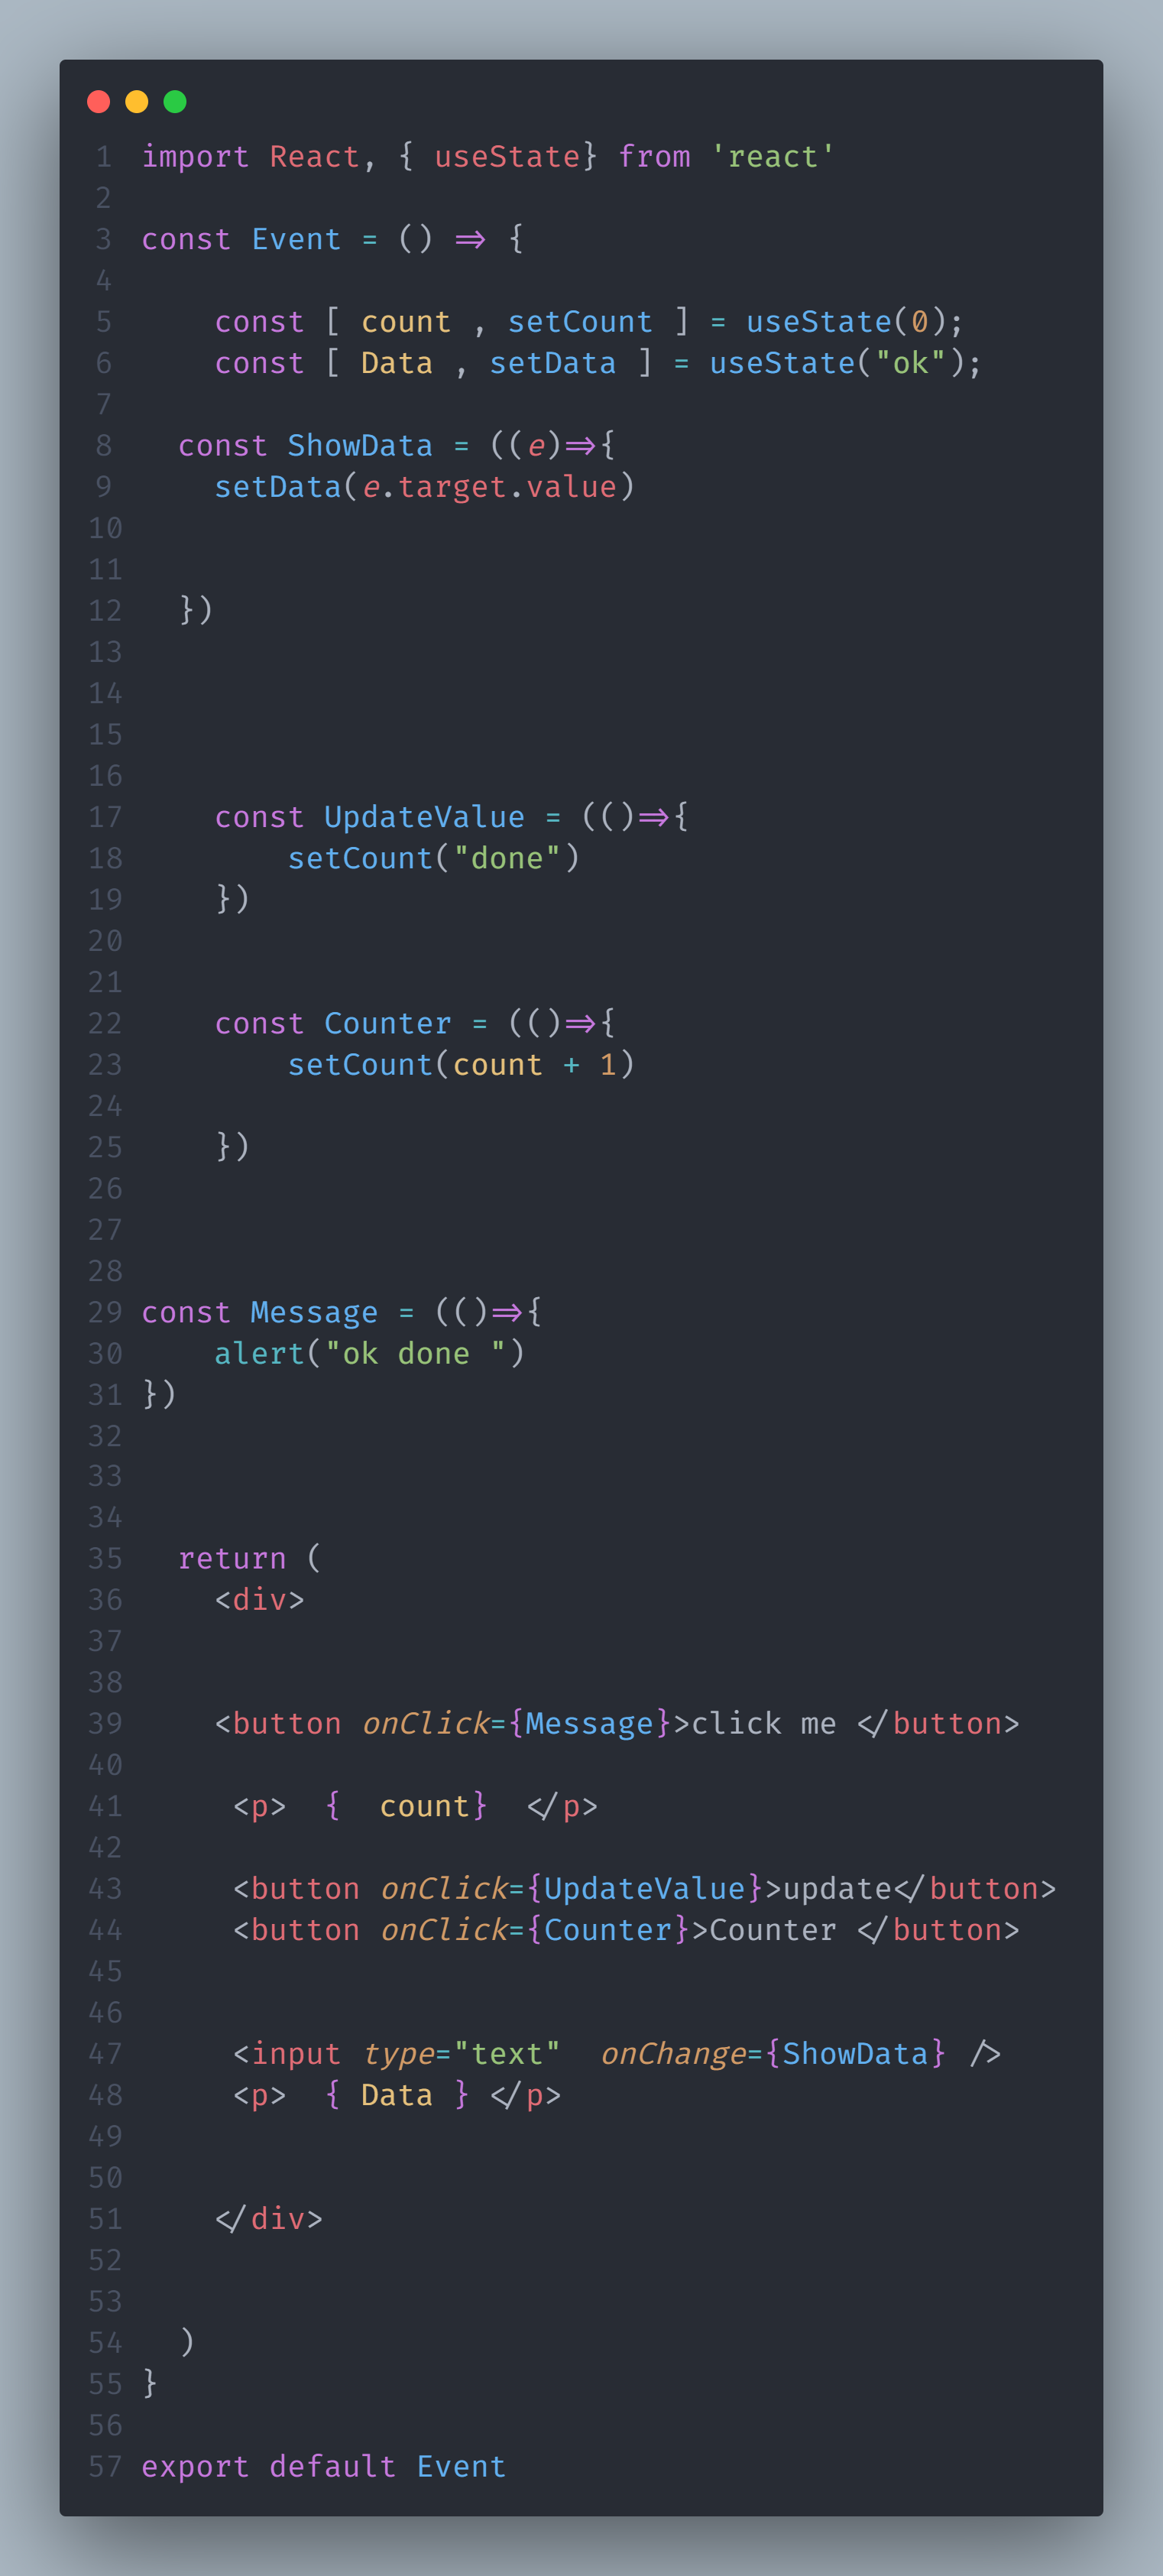 1 import React, { useState} from 'react'
2
3 const Event = () => {
4
5     const [ count , setCount ] = useState(0);
6     const [ Data , setData ] = useState("ok");
7
8   const ShowData = ((e)=>{
9     setData(e.target.value)
10
11
12   })
13
14
15
16
17     const UpdateValue = (()=>{
18         setCount("done")
19     })
20
21
22     const Counter = (()=>{
23         setCount(count + 1)
24
25     })
26
27
28
29 const Message = (()=>{
30     alert("ok done ")
31 })
32
33
34
35   return (
36     <div>
37
38
39     <button onClick={Message}>click me </button>
40
41      <p>  {  count}  </p>
42
43      <button onClick={UpdateValue}>update</button>
44      <button onClick={Counter}>Counter </button>
45
46
47      <input type="text"  onChange={ShowData} />
48      <p>  { Data } </p>
49
50
51     </div>
52
53
54   )
55 }
56
57 export default Event